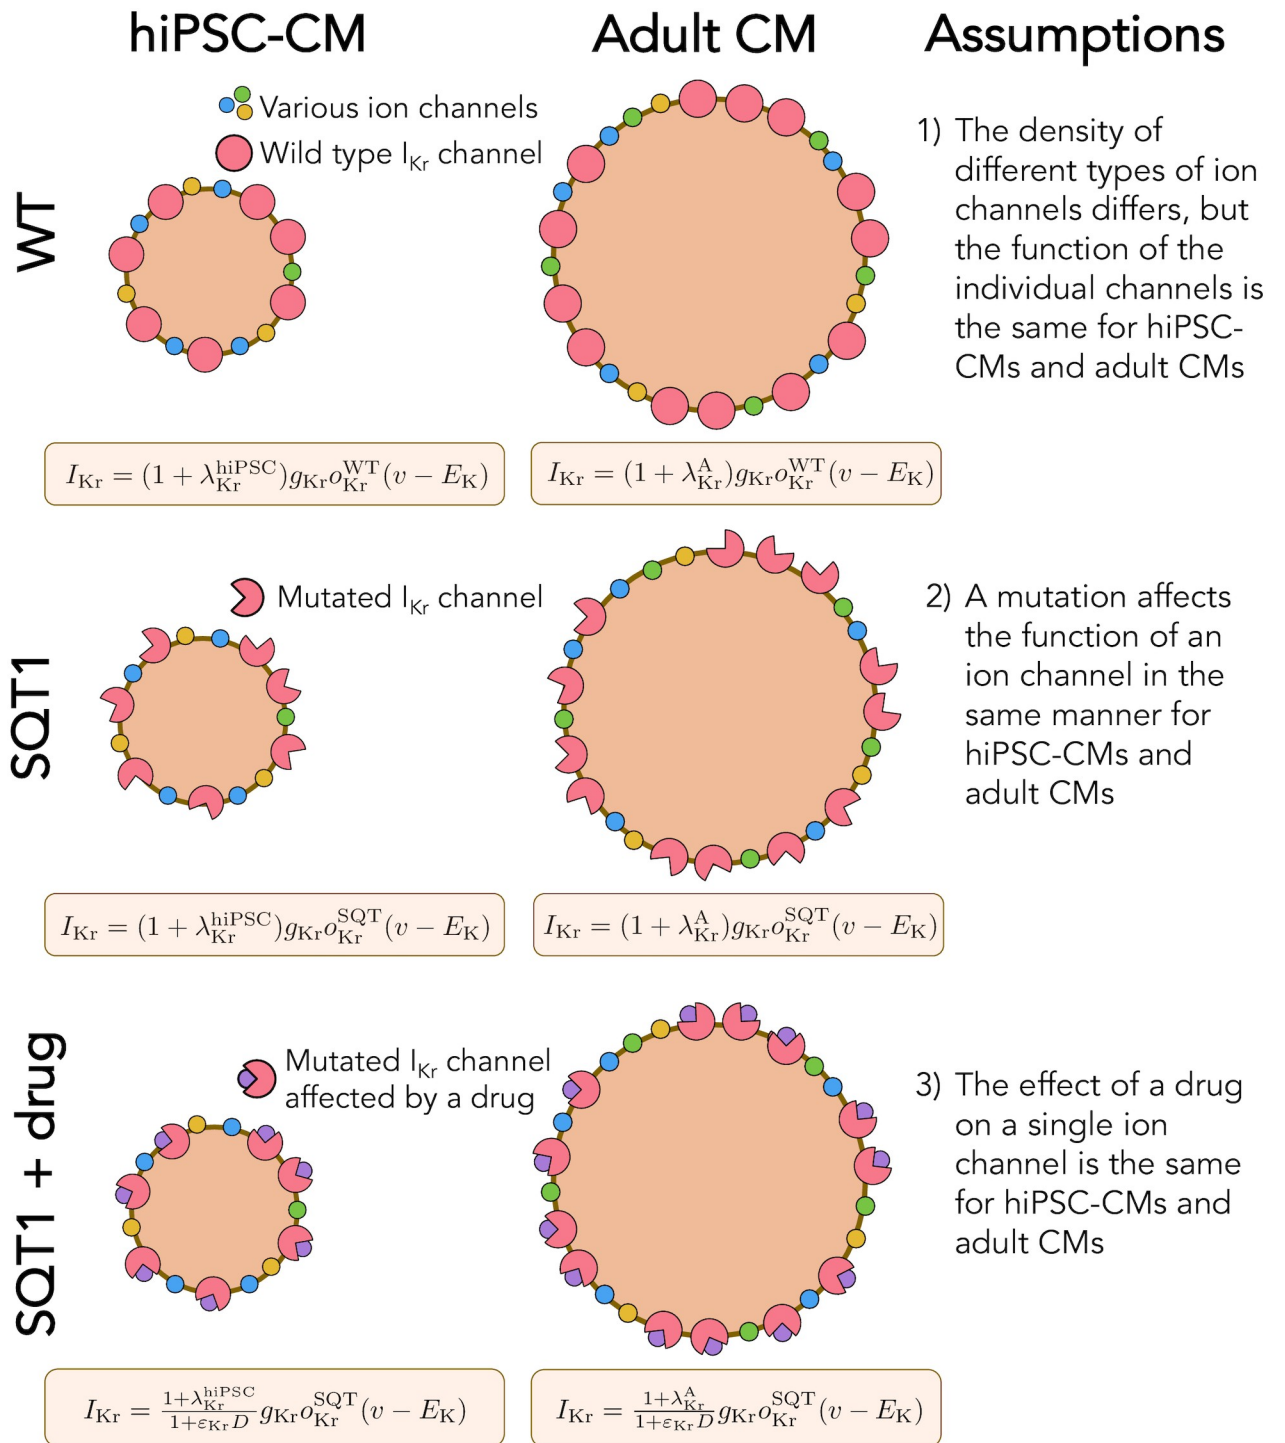 hiPSC-CM
Adult CM
Assumptions
WT
Various ion channels
Wild type I_Kr channel
1) The density of
different types of ion
channels differs, but
the function of the
individual channels is
the same for hiPSC-
CMs and adult CMs
I_Kr = (1 + λ_Kr^hiPSC)g_Kr o_Kr^WT(v − E_K)
I_Kr = (1 + λ_Kr^A)g_Kr o_Kr^WT(v − E_K)
SQT1
Mutated I_Kr channel
2) A mutation affects
the function of an
ion channel in the
same manner for
hiPSC-CMs and
adult CMs
I_Kr = (1 + λ_Kr^hiPSC)g_Kr o_Kr^SQT(v − E_K)
I_Kr = (1 + λ_Kr^A)g_Kr o_Kr^SQT(v − E_K)
SQT1 + drug
Mutated I_Kr channel
affected by a drug
3) The effect of a drug
on a single ion
channel is the same
for hiPSC-CMs and
adult CMs
I_Kr = (1+λ_Kr^hiPSC)/(1+ε_Kr D) g_Kr o_Kr^SQT(v − E_K)
I_Kr = (1+λ_Kr^A)/(1+ε_Kr D) g_Kr o_Kr^SQT(v − E_K)